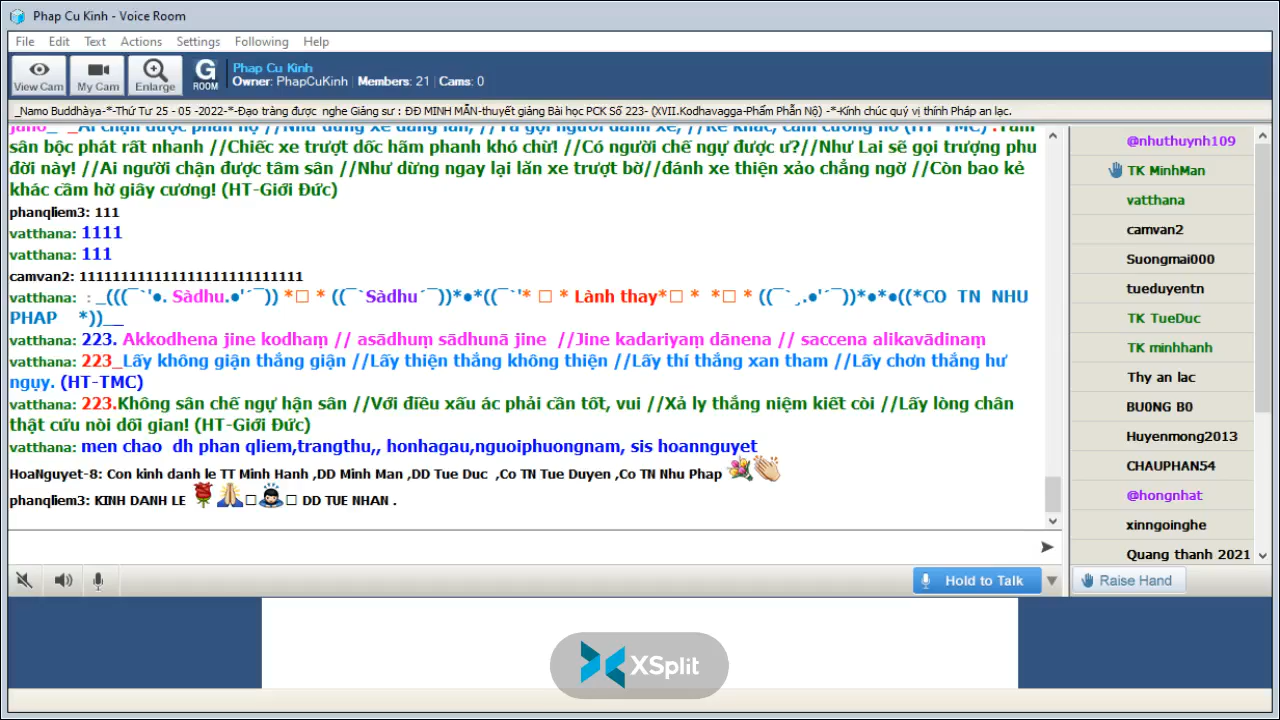 Phap Cu Kinh - Voice Room
File Edit Text Actions Settings Following Help
View Cam My Cam Enlarge G ROOM
Phap Cu Kinh
Owner: PhapCuKinh | Members: 21 | Cams: 0
_Namo Buddhàya-*-Thứ Tư 25 - 05 -2022-*-Đạo tràng được nghe Giảng sư : ĐĐ MINH MẪN-thuyết giảng Bài học PCK Số 223- (XVII.Kodhavagga-Phẩm Phẫn Nộ) -*-Kính chúc quý vị thính Pháp an lạc.
sân bộc phát rất nhanh //Chiếc xe trượt dốc hãm phanh khó chừ! //Có người chế ngự được ư?//Như Lai sẽ gọi trượng phu
đời này! //Ai người chận được tâm sân //Như dừng ngay lại lăn xe trượt bờ//đánh xe thiện xảo chẳng ngờ //Còn bao kẻ
khác cầm hờ giây cương! (HT-Giới Đức)
phanqliem3: 111
vatthana: 1111
vatthana: 111
camvan2: 1111111111111111111111111111
vatthana: : _(((¯`'●. Sàdhu.●'´¯)) *□ * ((¯`Sàdhu´¯))*●*((¯`'* □ * Lành thay*□ * *□ * ((¯`¸.●'´¯))*●*●((*CO TN NHU
PHAP *))__
vatthana: 223. Akkodhena jine kodhaṃ // asādhuṃ sādhunā jine //Jine kadariyaṃ dānena // saccena alikavādinaṃ
vatthana: 223_Lấy không giận thắng giận //Lấy thiện thắng không thiện //Lấy thí thắng xan tham //Lấy chơn thắng hư
ngụy. (HT-TMC)
vatthana: 223.Không sân chế ngự hận sân //Với điều xấu ác phải cần tốt, vui //Xả ly thắng niệm kiết còi //Lấy lòng chân
thật cứu nòi dối gian! (HT-Giới Đức)
vatthana: men chao dh phan qliem,trangthu,, honhagau,nguoiphuongnam, sis hoannguyet
HoaNguyet-8: Con kinh danh le TT Minh Hanh ,DD Minh Man ,DD Tue Duc ,Co TN Tue Duyen ,Co TN Nhu Phap
phanqliem3: KINH DANH LE □ □ DD TUE NHAN .
Hold to Talk
@nhuthuynh109
TK MinhMan
vatthana
camvan2
Suongmai000
tueduyentn
TK TueDuc
TK minhhanh
Thy an lac
BU0NG B0
Huyenmong2013
CHAUPHAN54
@hongnhat
xinngoinghe
Quang thanh 2021
Raise Hand
XSplit